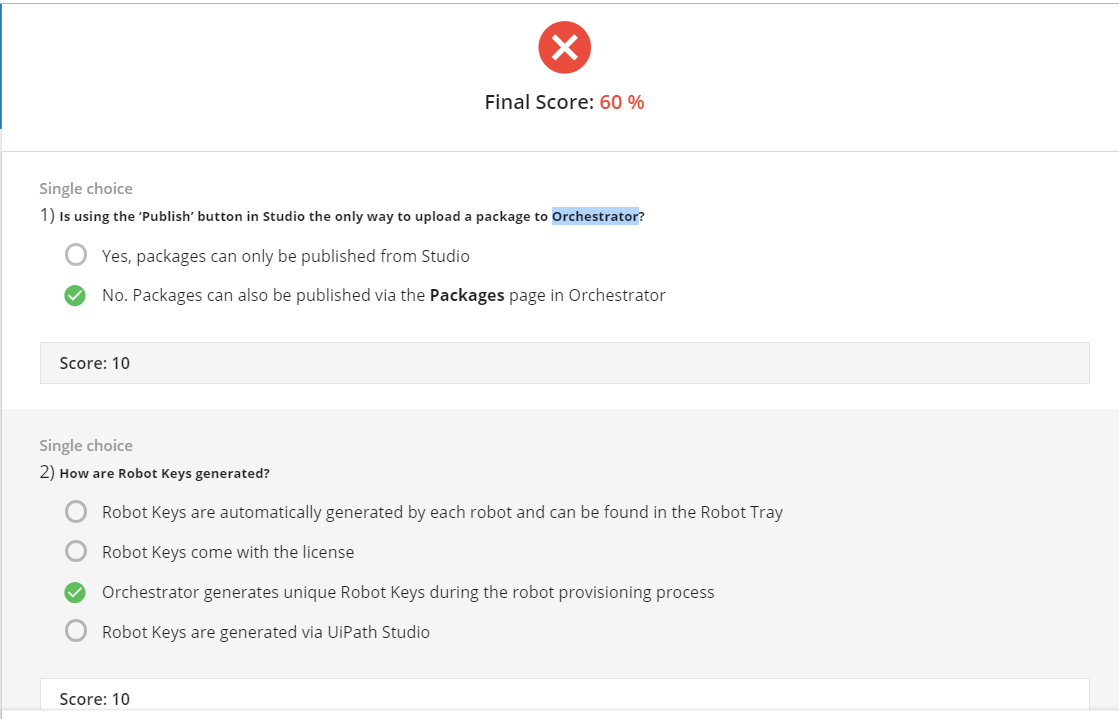 Final Score: 60 %
Single choice
1) Is using the ‘Publish’ button in Studio the only way to upload a package to Orchestrator?
Yes, packages can only be published from Studio
No. Packages can also be published via the Packages page in Orchestrator
Score: 10
Single choice
2) How are Robot Keys generated?
Robot Keys are automatically generated by each robot and can be found in the Robot Tray
Robot Keys come with the license
Orchestrator generates unique Robot Keys during the robot provisioning process
Robot Keys are generated via UiPath Studio
Score: 10